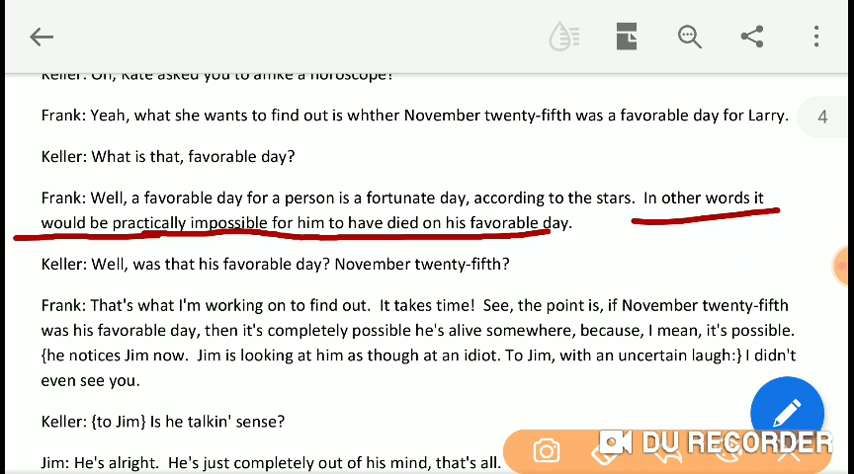 Keller: Oh, Kate asked you to amke a horoscope?
Frank: Yeah, what she wants to find out is whther November twenty-fifth was a favorable day for Larry.
4
Keller: What is that, favorable day?
Frank: Well, a favorable day for a person is a fortunate day, according to the stars. In other words it
would be practically impossible for him to have died on his favorable day.
Keller: Well, was that his favorable day? November twenty-fifth?
Frank: That's what I'm working on to find out. It takes time! See, the point is, if November twenty-fifth
was his favorable day, then it's completely possible he's alive somewhere, because, I mean, it's possible.
{he notices Jim now. Jim is looking at him as though at an idiot. To Jim, with an uncertain laugh:} I didn't
even see you.
Keller: {to Jim} Is he talkin' sense?
DU RECORDER
Jim: He's alright. He's just completely out of his mind, that's all.